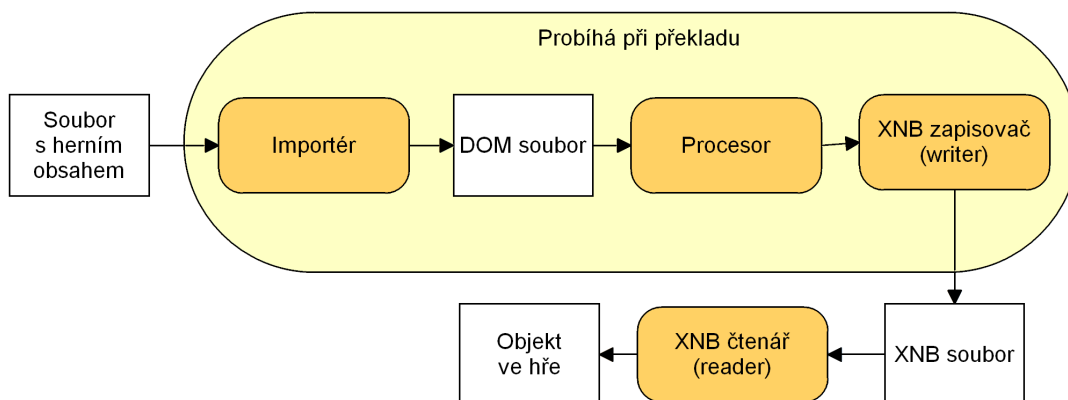 Probíhá při překladu
Soubor
s herním
obsahem
Importér
DOM soubor
Procesor
XNB zapisovač
(writer)
Objekt
ve hře
XNB čtenář
(reader)
XNB soubor